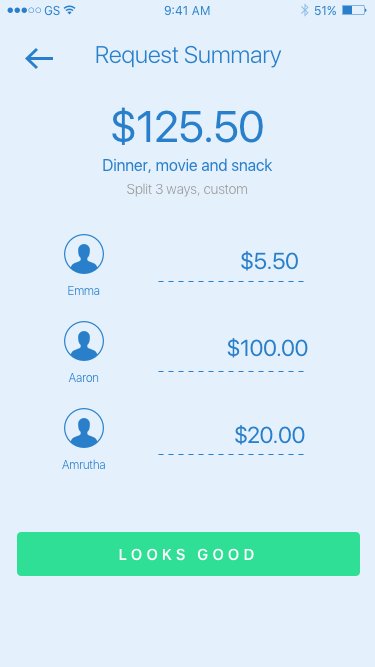 GS 9:41 AM 51%
Request Summary
$125.50
Dinner, movie and snack
Split 3 ways, custom
$5.50
Emma
$100.00
Aaron
$20.00
Amrutha
LOOKS GOOD